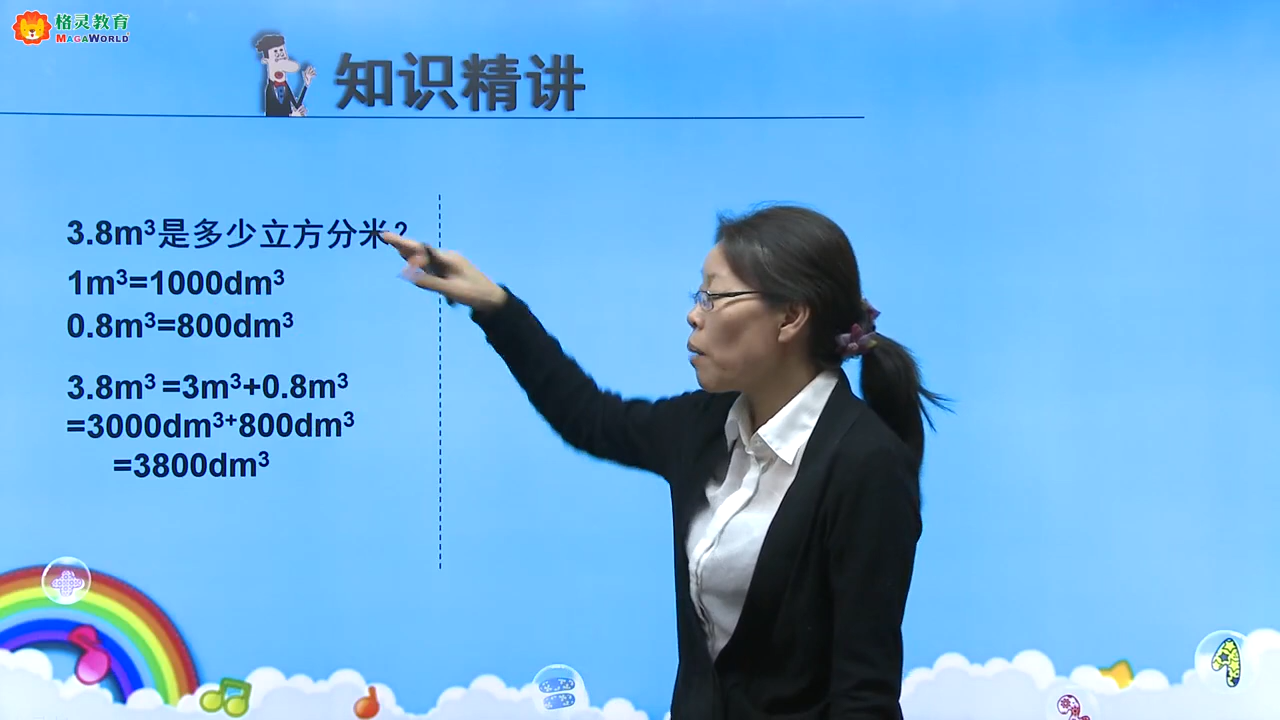 格灵教育
MAGAWORLD
知识精讲
3.8m³是多少立方分米？
1m³=1000dm³
0.8m³=800dm³
3.8m³ =3m³+0.8m³
=3000dm³⁺800dm³
=3800dm³